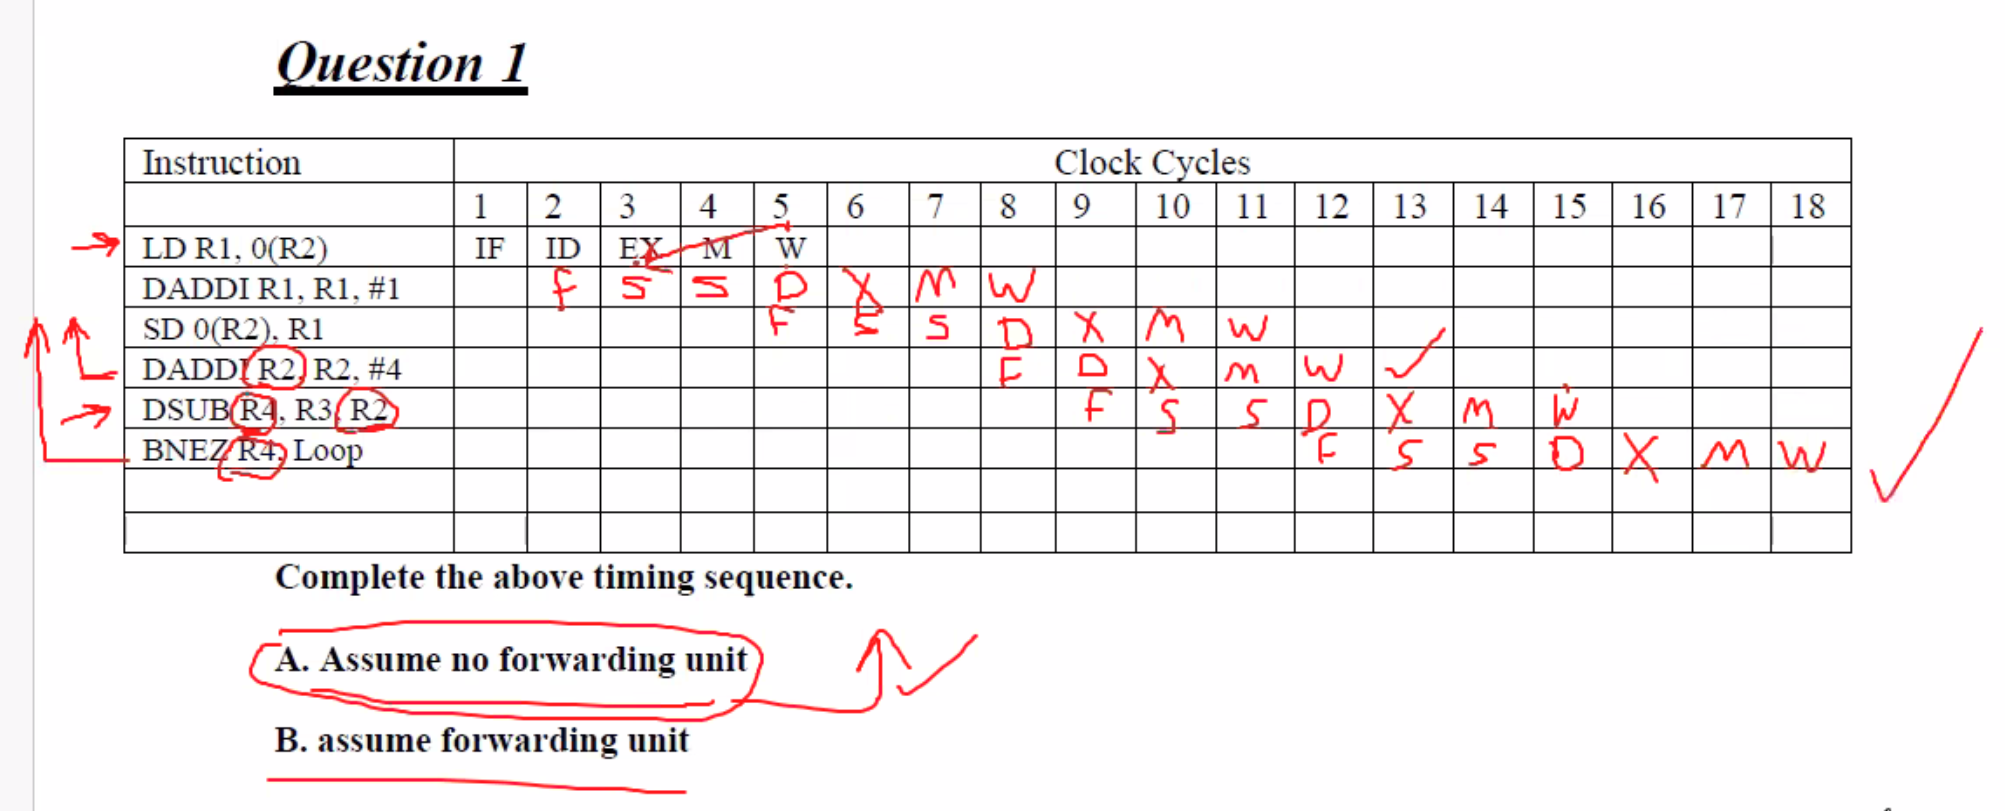 Question 1
Instruction Clock Cycles
1 2 3 4 5 6 7 8 9 10 11 12 13 14 15 16 17 18
LD R1, 0(R2) IF ID EX M W
DADDI R1, R1, #1 F S S D X M W
SD 0(R2), R1 F S S D X M W
DADDI R2, R2, #4 F D X M W
DSUB R4, R3, R2 F S S D X M W
BNEZ R4, Loop F S S D X M W
Complete the above timing sequence.
A. Assume no forwarding unit
B. assume forwarding unit